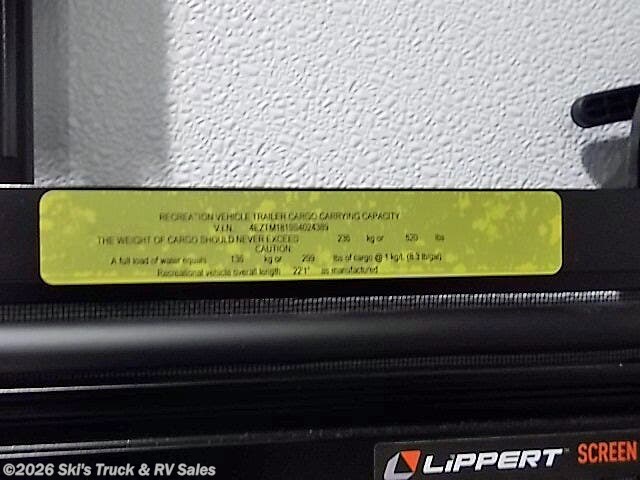 RECREATION VEHICLE TRAILER CARGO CARRYING CAPACITY
V.I.N. 4EZTM1819S4024389
THE WEIGHT OF CARGO SHOULD NEVER EXCEED 236 kg or 520 lbs
CAUTION:
A full load of water equals 136 kg or 299 lbs of cargo @ 1 kg/L (8.3 lb/gal)
Recreational vehicle overall length 22'1" as manufactured
LiPPERT™ SCREEN
©2026 Ski's Truck & RV Sales